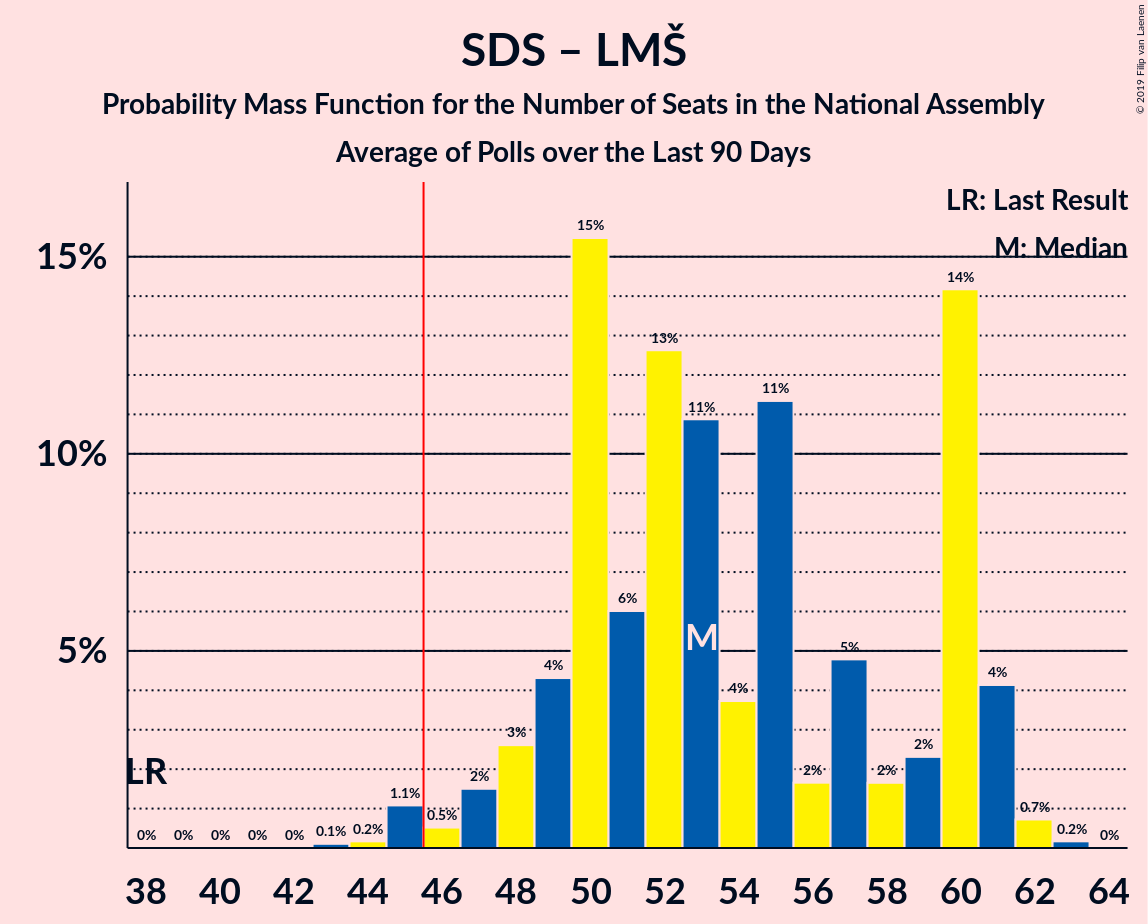 SDS – LMŠ
Probability Mass Function for the Number of Seats in the National Assembly
Average of Polls over the Last 90 Days
© 2019 Filip van Laenen
LR: Last Result
M: Median
15%
10%
5%
LR
M
0% 0% 0% 0% 0% 0.1% 0.2% 1.1% 0.5% 2% 3% 4% 15% 6% 13% 11% 4% 11% 2% 5% 2% 2% 14% 4% 0.7% 0.2% 0%
38 40 42 44 46 48 50 52 54 56 58 60 62 64